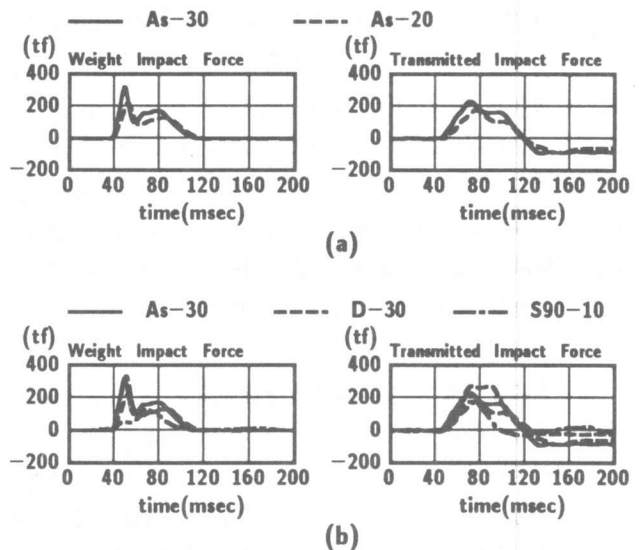 As-30 As-20
(tf)
Weight Impact Force
400
200
0
-200
0 40 80 120 160 200
time(msec)
Transmitted Impact Force
400
200
0
-200
0 40 80 120 160 200
time(msec)
(a)
As-30 D-30 S90-10
(tf)
Weight Impact Force
400
200
0
-200
0 40 80 120 160 200
time(msec)
(tf)
Transmitted Impact Force
400
200
0
-200
0 40 80 120 160 200
time(msec)
(b)